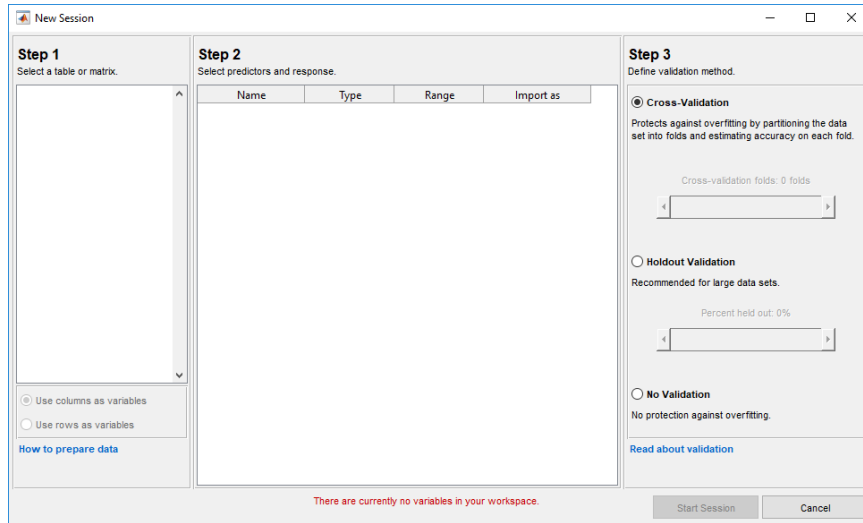 New Session
Step 1
Select a table or matrix.
Use columns as variables
Use rows as variables
How to prepare data
Step 2
Select predictors and response.
Name Type Range Import as
Step 3
Define validation method.
Cross-Validation
Protects against overfitting by partitioning the data
set into folds and estimating accuracy on each fold.
Cross-validation folds: 0 folds
Holdout Validation
Recommended for large data sets.
Percent held out: 0%
No Validation
No protection against overfitting.
Read about validation
There are currently no variables in your workspace.
Start Session Cancel